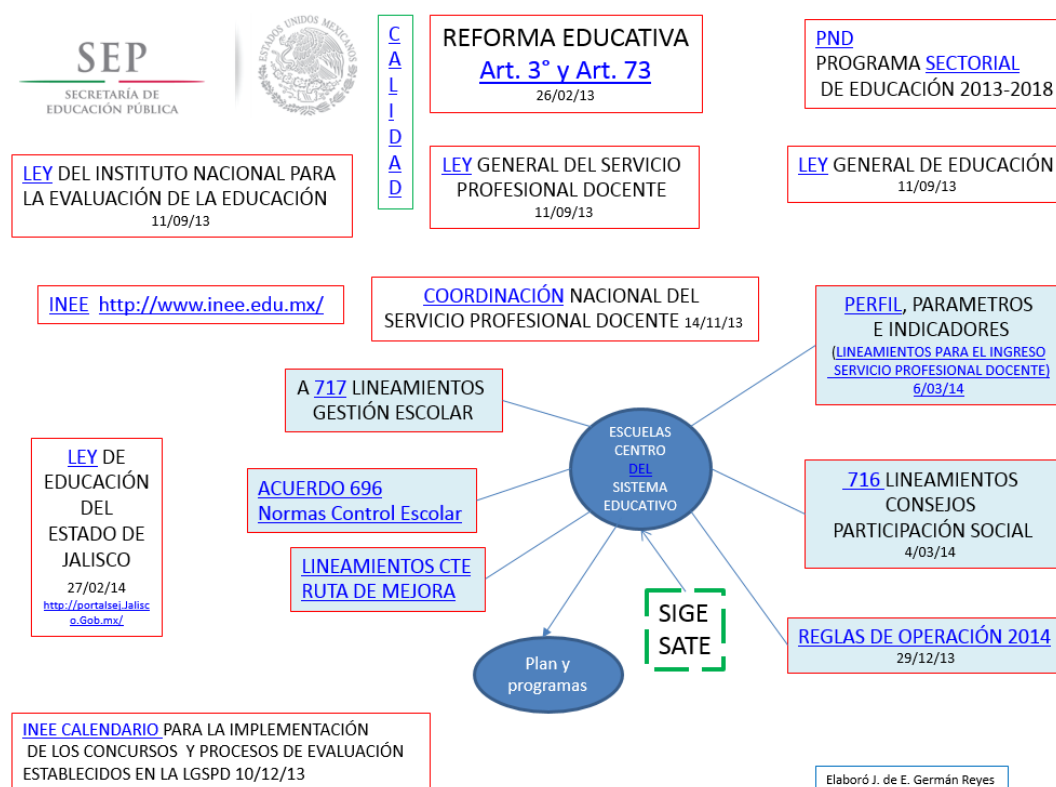 SEP
SECRETARÍA DE
EDUCACIÓN PÚBLICA
ESTADOS UNIDOS MEXICANOS
C
A
L
I
D
A
D
REFORMA EDUCATIVA
Art. 3° y Art. 73
26/02/13
PND
PROGRAMA SECTORIAL
DE EDUCACIÓN 2013-2018
LEY DEL INSTITUTO NACIONAL PARA
LA EVALUACIÓN DE LA EDUCACIÓN
11/09/13
LEY GENERAL DEL SERVICIO
PROFESIONAL DOCENTE
11/09/13
LEY GENERAL DE EDUCACIÓN
11/09/13
INEE http://www.inee.edu.mx/
COORDINACIÓN NACIONAL DEL
SERVICIO PROFESIONAL DOCENTE 14/11/13
PERFIL, PARAMETROS
E INDICADORES
(LINEAMIENTOS PARA EL INGRESO
SERVICIO PROFESIONAL DOCENTE)
6/03/14
A 717 LINEAMIENTOS
GESTIÓN ESCOLAR
ESCUELAS
CENTRO
DEL
SISTEMA
EDUCATIVO
LEY DE
EDUCACIÓN
DEL
ESTADO DE
JALISCO
27/02/14
http://portalsej.Jalisc
o.Gob.mx/
ACUERDO 696
Normas Control Escolar
716 LINEAMIENTOS
CONSEJOS
PARTICIPACIÓN SOCIAL
4/03/14
LINEAMIENTOS CTE
RUTA DE MEJORA
SIGE
SATE
REGLAS DE OPERACIÓN 2014
29/12/13
Plan y
programas
INEE CALENDARIO PARA LA IMPLEMENTACIÓN
DE LOS CONCURSOS Y PROCESOS DE EVALUACIÓN
ESTABLECIDOS EN LA LGSPD 10/12/13
Elaboró J. de E. Germán Reyes